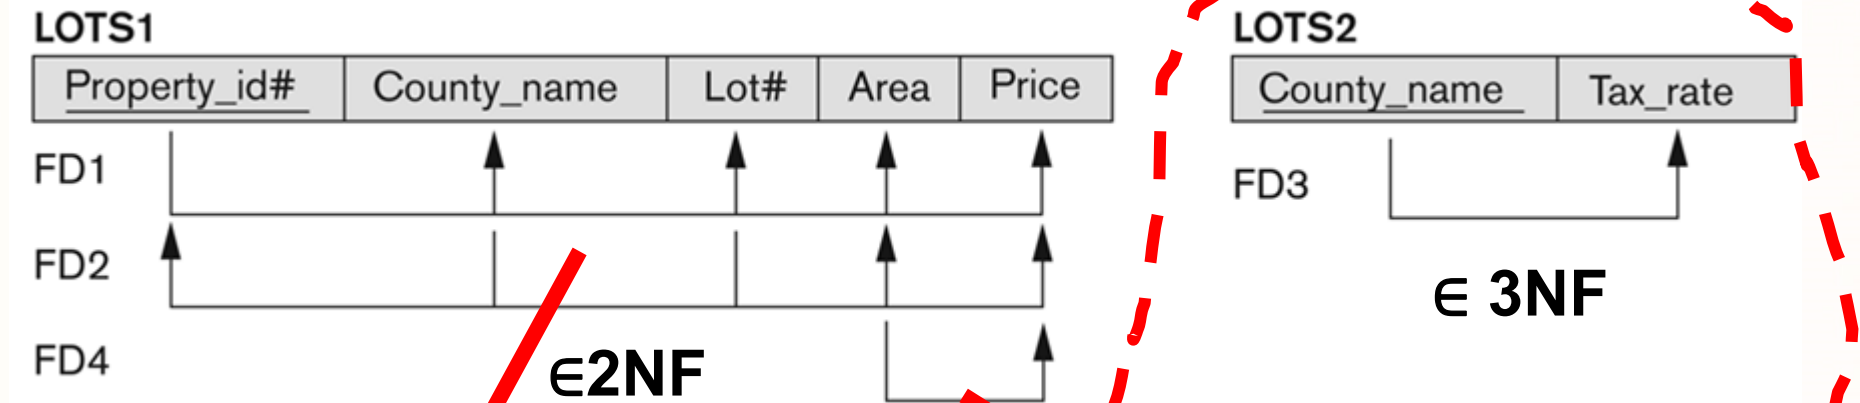 LOTS1
Property_id# County_name Lot# Area Price
FD1
FD2
FD4
∈2NF
LOTS2
County_name Tax_rate
FD3
∈ 3NF